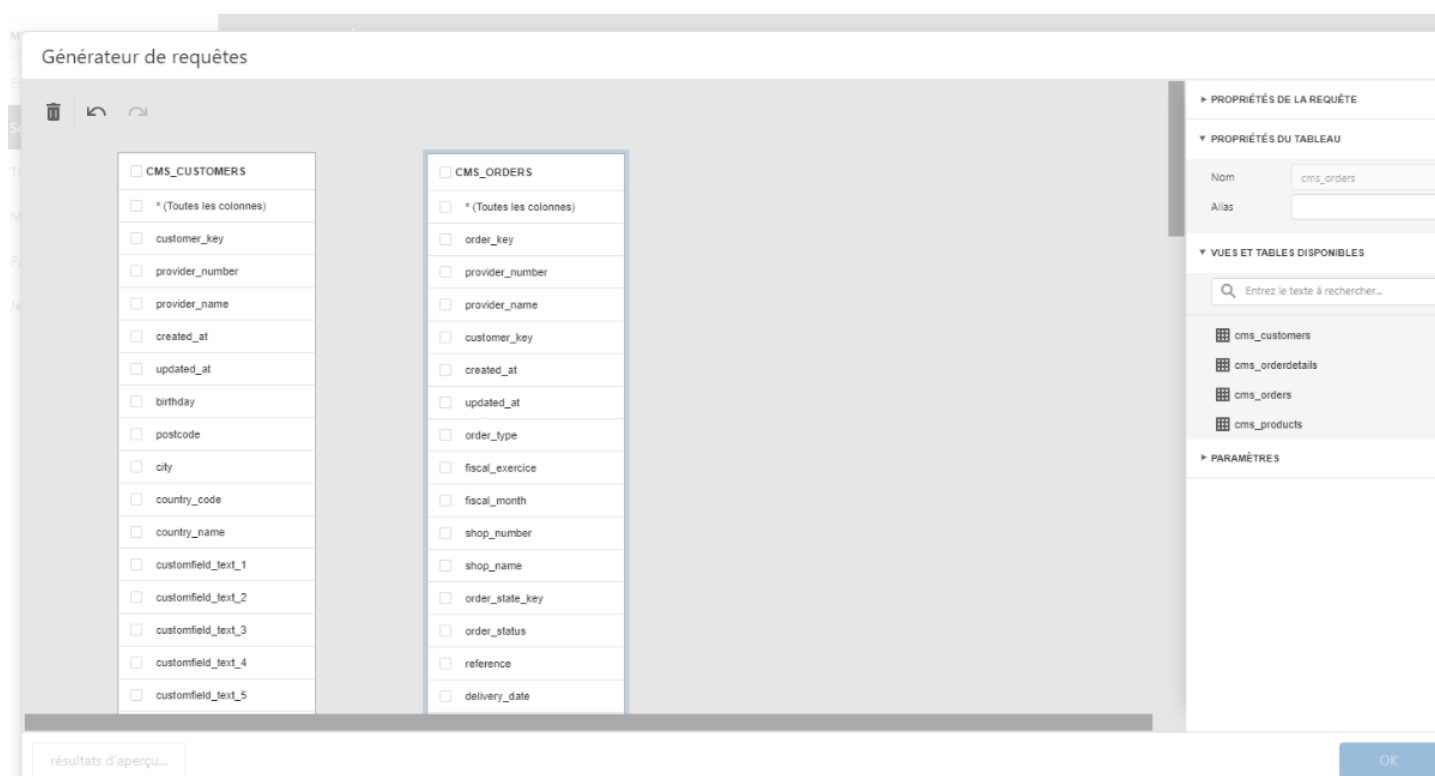 Générateur de requêtes
CMS_CUSTOMERS
* (Toutes les colonnes)
customer_key
provider_number
provider_name
created_at
updated_at
birthday
postcode
city
country_code
country_name
customfield_text_1
customfield_text_2
customfield_text_3
customfield_text_4
customfield_text_5
CMS_ORDERS
* (Toutes les colonnes)
order_key
provider_number
provider_name
customer_key
created_at
updated_at
order_type
fiscal_exercice
fiscal_month
shop_number
shop_name
order_state_key
order_status
reference
delivery_date
PROPRIÉTÉS DE LA REQUÊTE
PROPRIÉTÉS DU TABLEAU
Nom cms_orders
Alias
VUES ET TABLES DISPONIBLES
Entrez le texte à rechercher...
cms_customers
cms_orderdetails
cms_orders
cms_products
PARAMÈTRES
résultats d'aperçu...
OK